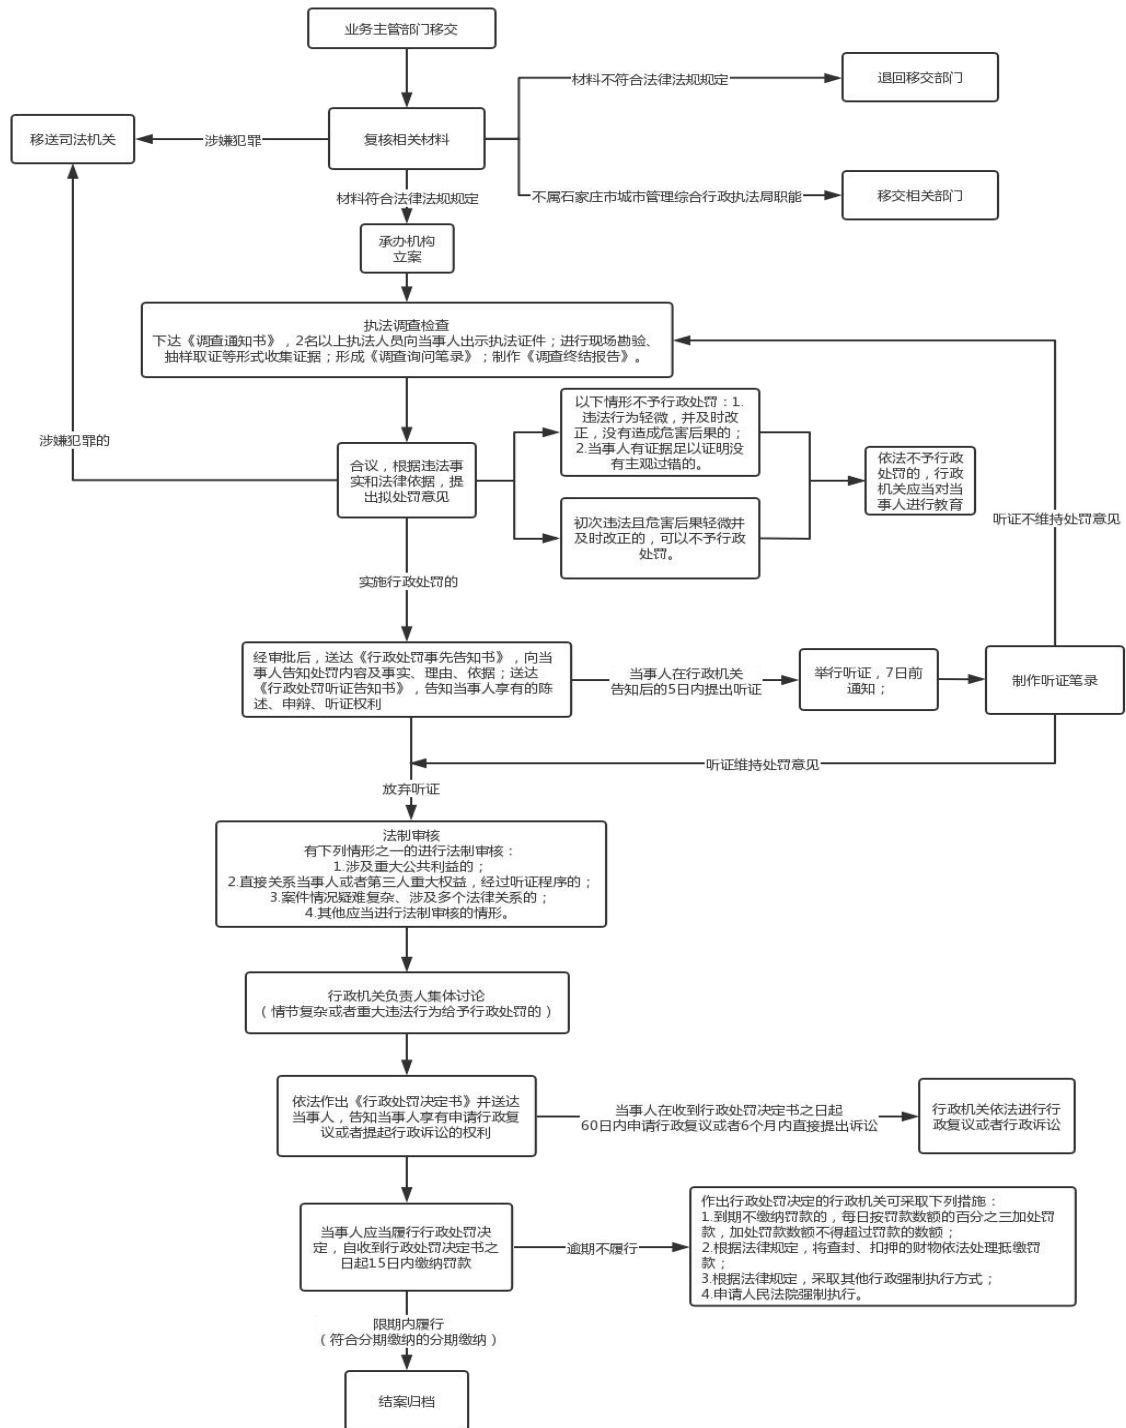 业务主管部门移交
材料不符合法律法规规定
退回移交部门
移送司法机关
涉嫌犯罪
复核相关材料
不属石家庄市城市管理综合行政执法局职能
移交相关部门
材料符合法律法规规定
承办机构
立案
执法调查检查
下达《调查通知书》，2名以上执法人员向当事人出示执法证件；进行现场勘验、
抽样取证等形式收集证据；形成《调查询问笔录》；制作《调查终结报告》。
涉嫌犯罪的
合议，根据违法事
实和法律依据，提
出拟处罚意见
以下情形不予行政处罚：1.
违法行为轻微，并及时改
正，没有造成危害后果的；
2.当事人有证据足以证明没
有主观过错的。
初次违法且危害后果轻微并
及时改正的，可以不予行政
处罚。
依法不予行政
处罚的，行政
机关应当对当
事人进行教育
听证不维持处罚意见
实施行政处罚的
经审批后，送达《行政处罚事先告知书》，向当
事人告知处罚内容及事实、理由、依据；送达
《行政处罚听证告知书》，告知当事人享有的陈
述、申辩、听证权利
当事人在行政机关
告知后的5日内提出听证
举行听证，7日前
通知；
制作听证笔录
听证维持处罚意见
放弃听证
法制审核
有下列情形之一的进行法制审核：
1.涉及重大公共利益的；
2.直接关系当事人或者第三人重大权益，经过听证程序的；
3.案件情况疑难复杂、涉及多个法律关系的；
4.其他应当进行法制审核的情形。
行政机关负责人集体讨论
（情节复杂或者重大违法行为给予行政处罚的）
依法作出《行政处罚决定书》并送达
当事人，告知当事人享有申请行政复
议或者提起行政诉讼的权利
当事人在收到行政处罚决定书之日起
60日内申请行政复议或者6个月内直接提出诉讼
行政机关依法进行行
政复议或者行政诉讼
当事人应当履行行政处罚决
定，自收到行政处罚决定书之
日起15日内缴纳罚款
逾期不履行
作出行政处罚决定的行政机关可采取下列措施：
1.到期不缴纳罚款的，每日按罚款数额的百分之三加处罚
款，加处罚款数额不得超过罚款的数额；
2.根据法律规定，将查封、扣押的财物依法处理抵缴罚
款；
3.根据法律规定，采取其他行政强制执行方式；
4.申请人民法院强制执行。
限期内履行
（符合分期缴纳的分期缴纳）
结案归档